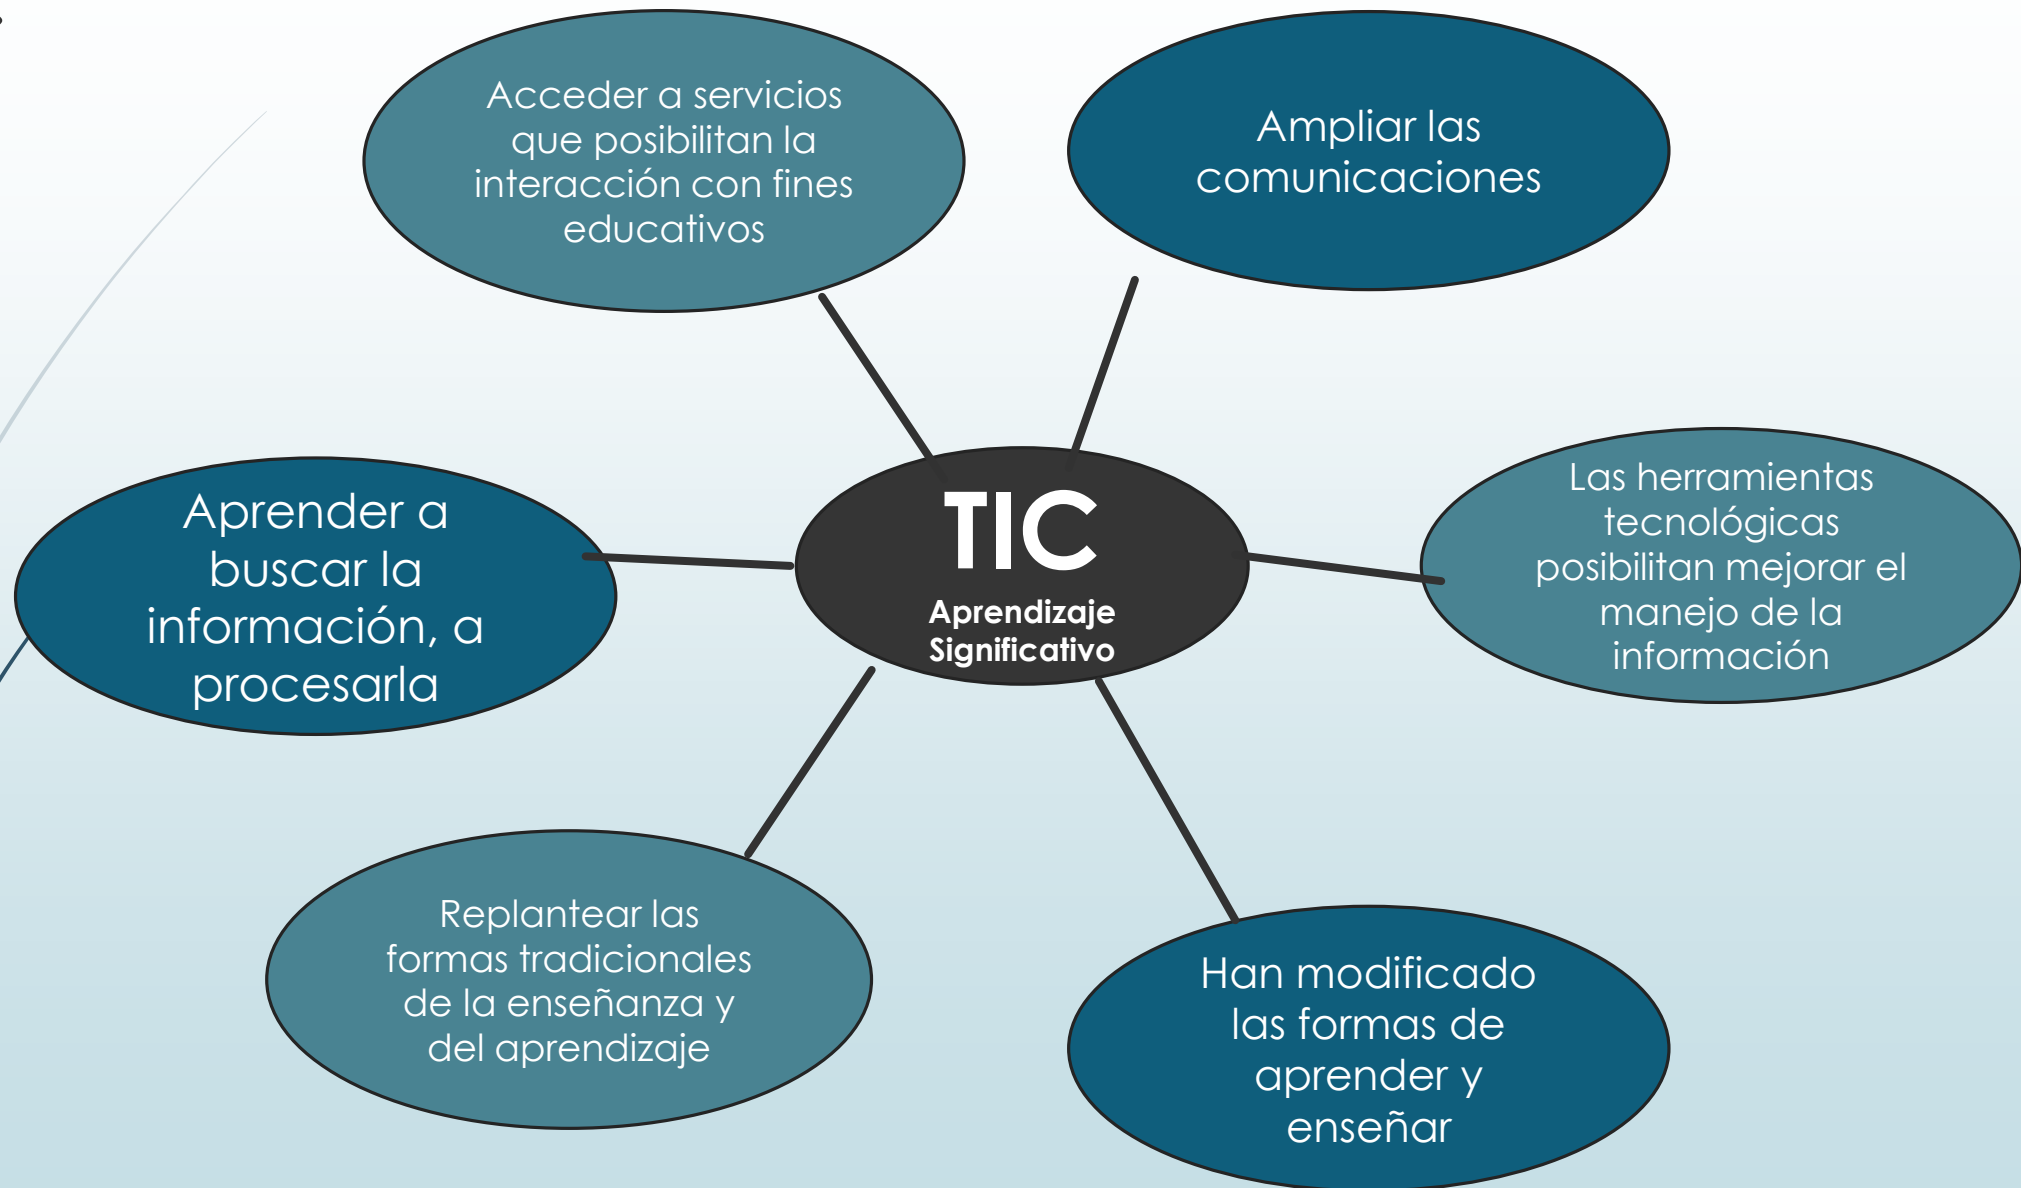 Acceder a servicios
que posibilitan la
interacción con fines
educativos
Ampliar las
comunicaciones
Aprender a
buscar la
información, a
procesarla
TIC
Aprendizaje
Significativo
Las herramientas
tecnológicas
posibilitan mejorar el
manejo de la
información
Replantear las
formas tradicionales
de la enseñanza y
del aprendizaje
Han modificado
las formas de
aprender y
enseñar